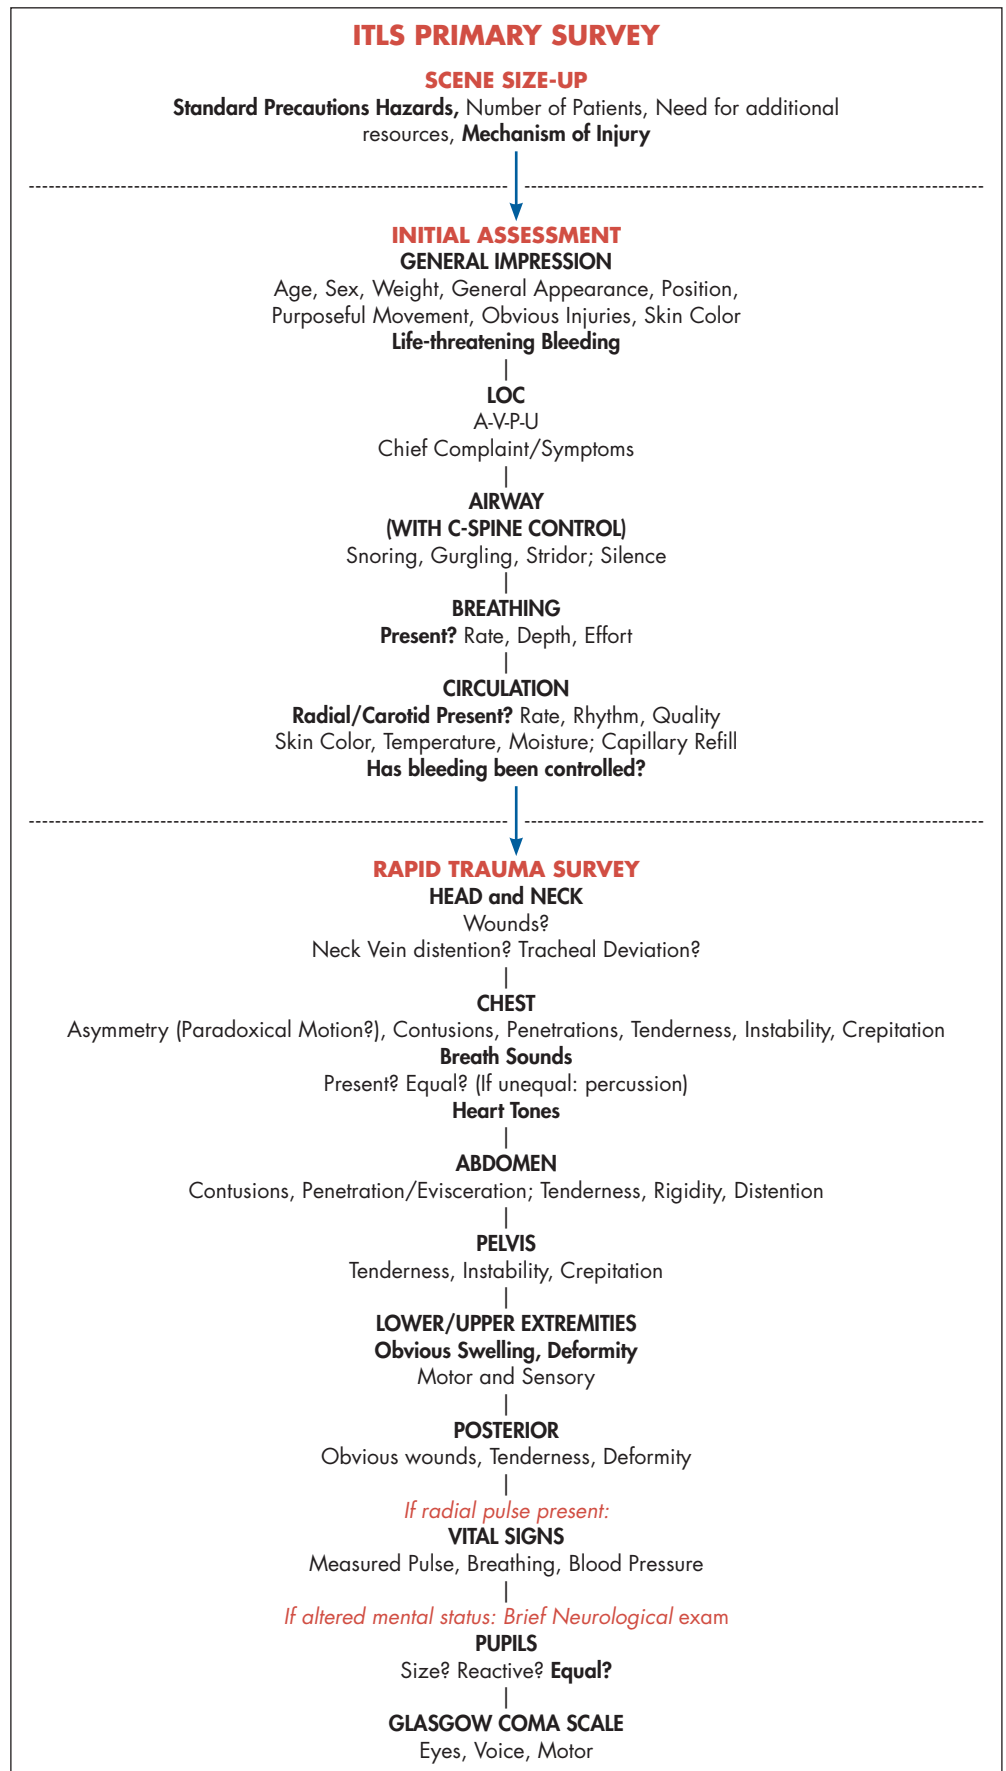 ITLS PRIMARY SURVEY
SCENE SIZE-UP
Standard Precautions Hazards, Number of Patients, Need for additional
resources, Mechanism of Injury
INITIAL ASSESSMENT
GENERAL IMPRESSION
Age, Sex, Weight, General Appearance, Position,
Purposeful Movement, Obvious Injuries, Skin Color
Life-threatening Bleeding
LOC
A-V-P-U
Chief Complaint/Symptoms
AIRWAY
(WITH C-SPINE CONTROL)
Snoring, Gurgling, Stridor; Silence
BREATHING
Present? Rate, Depth, Effort
CIRCULATION
Radial/Carotid Present? Rate, Rhythm, Quality
Skin Color, Temperature, Moisture; Capillary Refill
Has bleeding been controlled?
RAPID TRAUMA SURVEY
HEAD and NECK
Wounds?
Neck Vein distention? Tracheal Deviation?
CHEST
Asymmetry (Paradoxical Motion?), Contusions, Penetrations, Tenderness, Instability, Crepitation
Breath Sounds
Present? Equal? (If unequal: percussion)
Heart Tones
ABDOMEN
Contusions, Penetration/Evisceration; Tenderness, Rigidity, Distention
PELVIS
Tenderness, Instability, Crepitation
LOWER/UPPER EXTREMITIES
Obvious Swelling, Deformity
Motor and Sensory
POSTERIOR
Obvious wounds, Tenderness, Deformity
If radial pulse present:
VITAL SIGNS
Measured Pulse, Breathing, Blood Pressure
If altered mental status: Brief Neurological exam
PUPILS
Size? Reactive? Equal?
GLASGOW COMA SCALE
Eyes, Voice, Motor